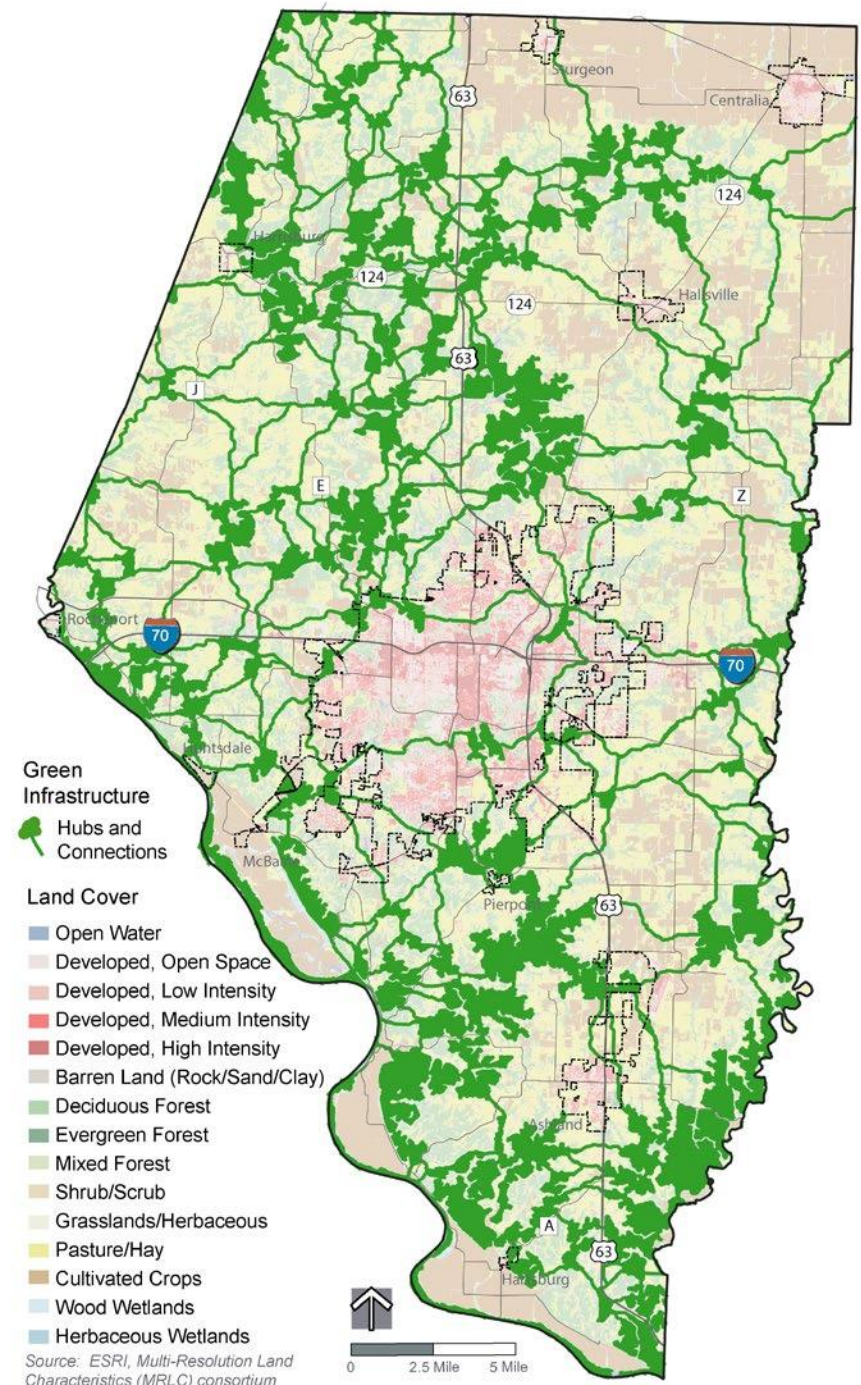 Sturgeon
63
Centralia
124
Harrisburg
124
124
Hallsville
63
J
E
Z
Rocheport
70
70
Huntsdale
Green
Infrastructure
Hubs and
Connections
McBaine
Land Cover
Pierpont
63
Open Water
Developed, Open Space
Developed, Low Intensity
Developed, Medium Intensity
Developed, High Intensity
Barren Land (Rock/Sand/Clay)
Deciduous Forest
Ashland
Evergreen Forest
Mixed Forest
Shrub/Scrub
Grasslands/Herbaceous
A
Pasture/Hay
63
Cultivated Crops
Wood Wetlands
Herbaceous Wetlands
Source: ESRI, Multi-Resolution Land
Characteristics (MRLC) consortium
0 2.5 Mile 5 Mile